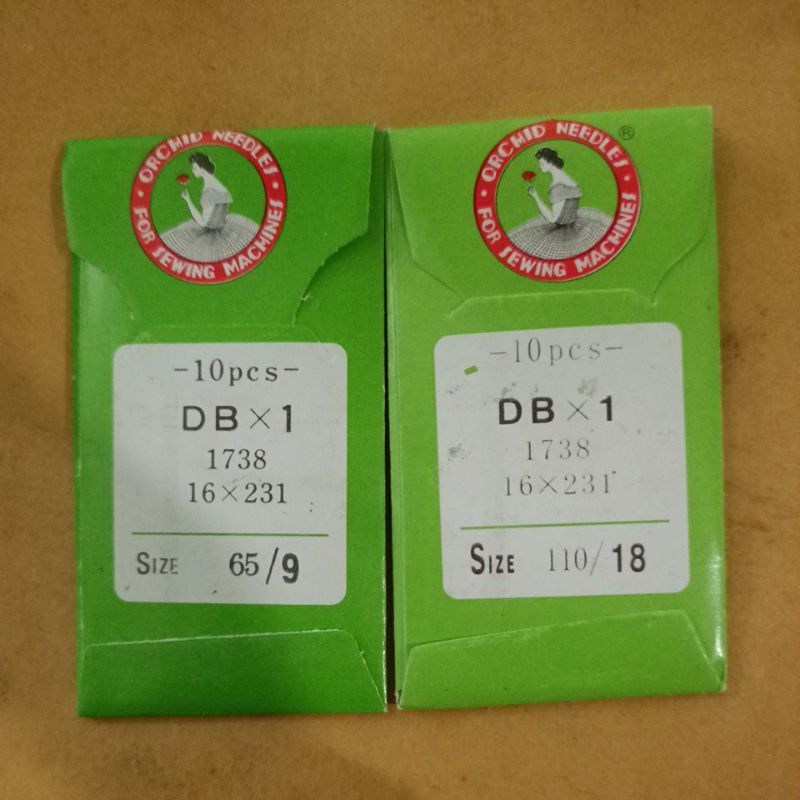 ORCHID NEEDLES
FOR SEWING MACHINES
-10pcs-
DB×1
1738
16×231
SIZE 65/9
ORCHID NEEDLES ®
FOR SEWING MACHINES
-10pcs-
DB×1
1738
16×231
SIZE 110/18